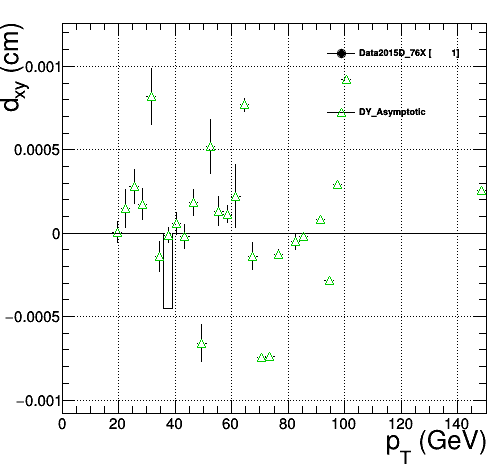 d_xy (cm)
0.001
0.0005
0
−0.0005
−0.001
Data2015D_76X [ 1]
DY_Asymptotic
0 20 40 60 80 100 120 140
p_T (GeV)